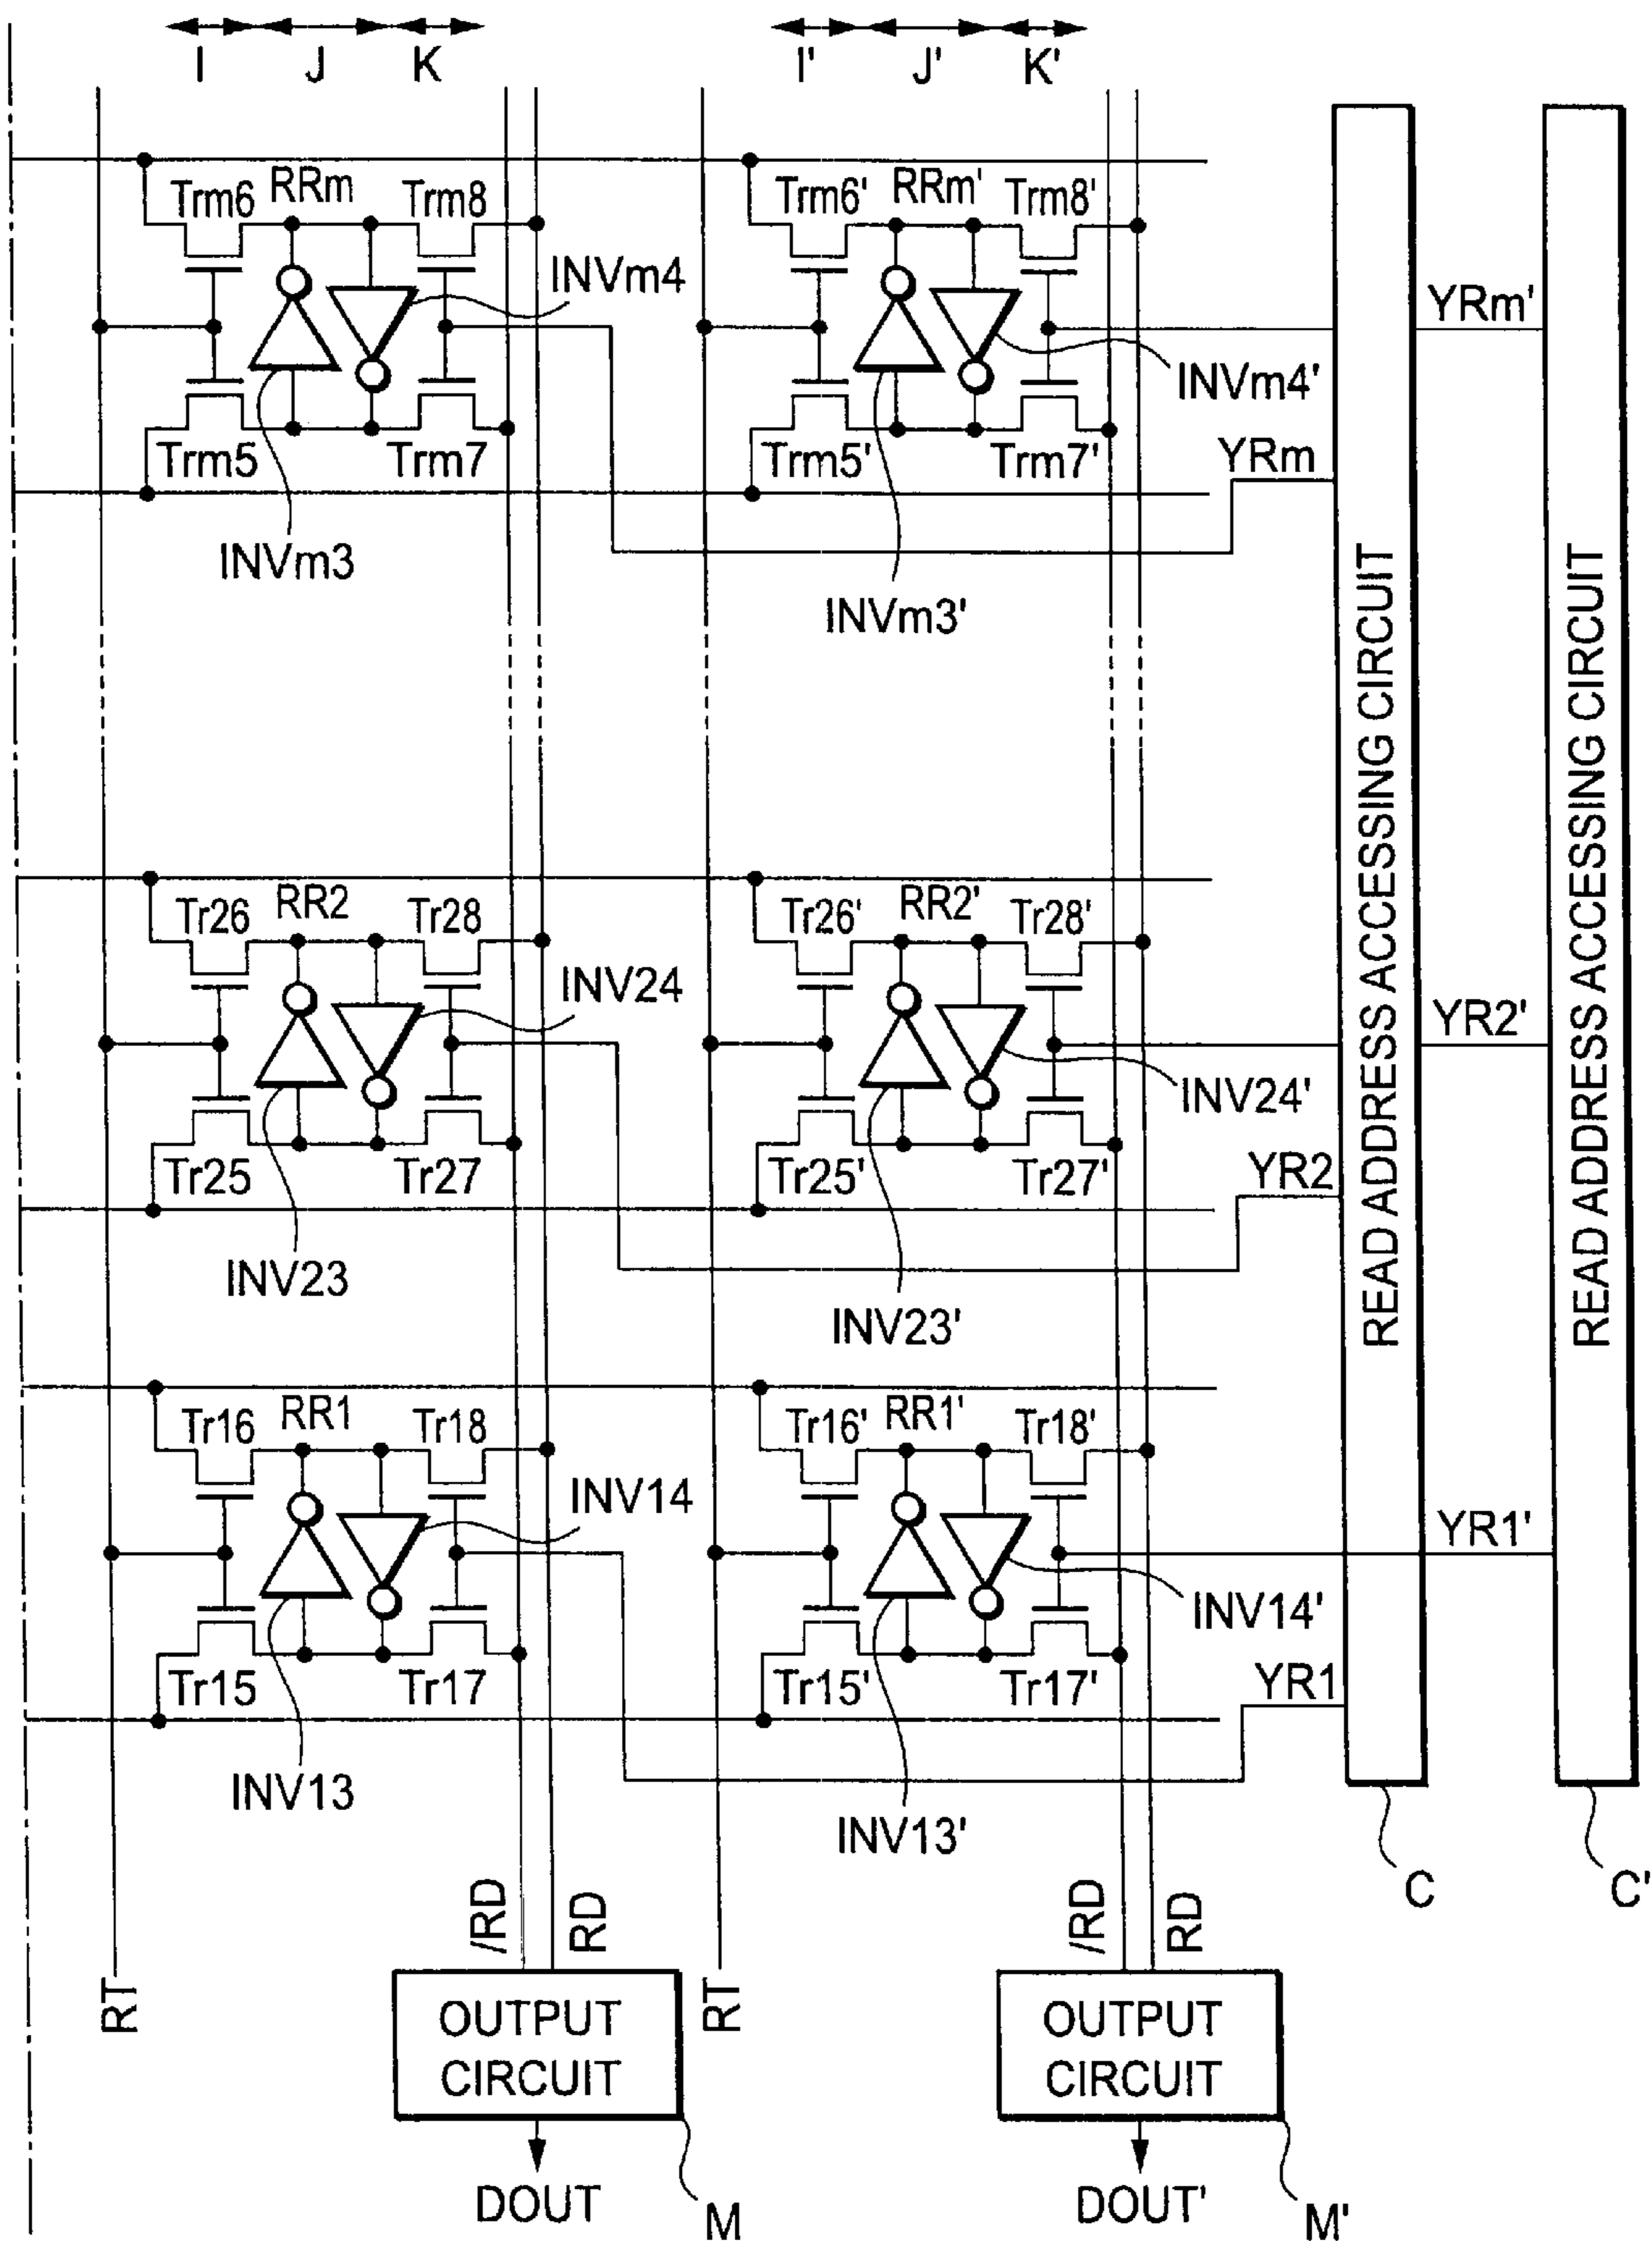 I J K I' J' K'
Trm6 RRm Trm8 Trm6' RRm' Trm8'
INVm4
YRm'
INVm4'
Trm5 Trm7 Trm5' Trm7' YRm
INVm3
INVm3'
READ ADDRESS ACCESSING CIRCUIT
READ ADDRESS ACCESSING CIRCUIT
Tr26 RR2 Tr28 Tr26' RR2' Tr28'
INV24
YR2'
INV24'
Tr25 Tr27 Tr25' Tr27' YR2
INV23
INV23'
Tr16 RR1 Tr18 Tr16' RR1' Tr18'
INV14
YR1'
INV14'
Tr15 Tr17 Tr15' Tr17' YR1
INV13
INV13'
C C'
RT /RD RD RT /RD RD
OUTPUT
CIRCUIT
OUTPUT
CIRCUIT
DOUT M DOUT' M'